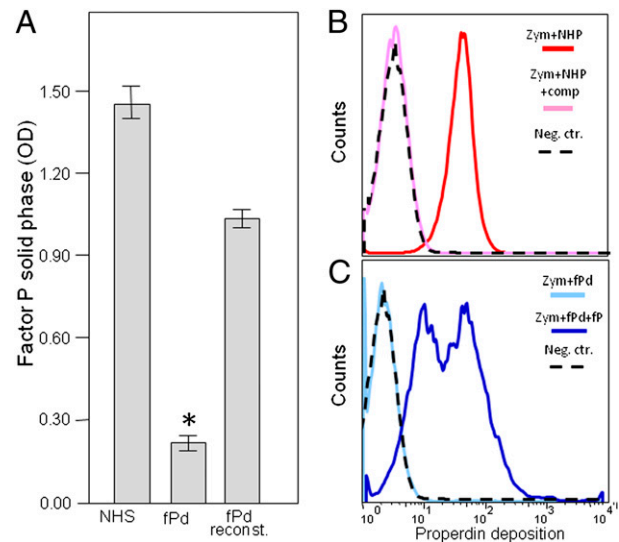 A
Factor P solid phase (OD)
1.50
1.20
0.90
0.60
0.30
0.00
*
NHS
fPd
fPd
reconst.
B
Counts
Zym+NHP
Zym+NHP
+comp
Neg. ctr.
C
Counts
Zym+fPd
Zym+fPd+fP
Neg. ctr.
10⁰ 10¹ 10² 10³ 10⁴
Properdin deposition